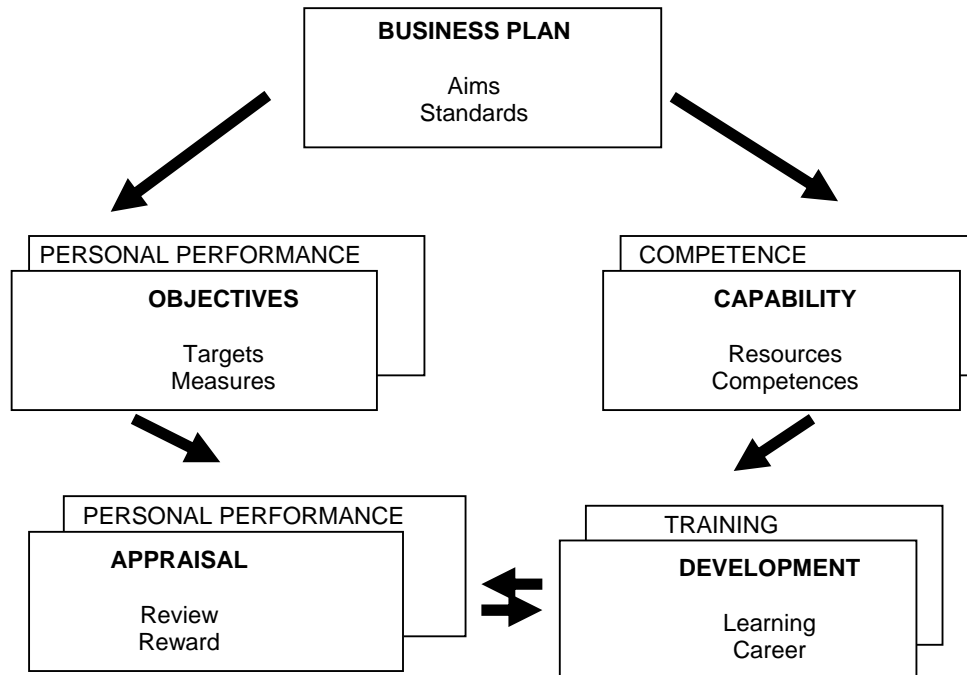 BUSINESS PLAN
Aims
Standards
PERSONAL PERFORMANCE
OBJECTIVES
Targets
Measures
COMPETENCE
CAPABILITY
Resources
Competences
PERSONAL PERFORMANCE
APPRAISAL
Review
Reward
TRAINING
DEVELOPMENT
Learning
Career